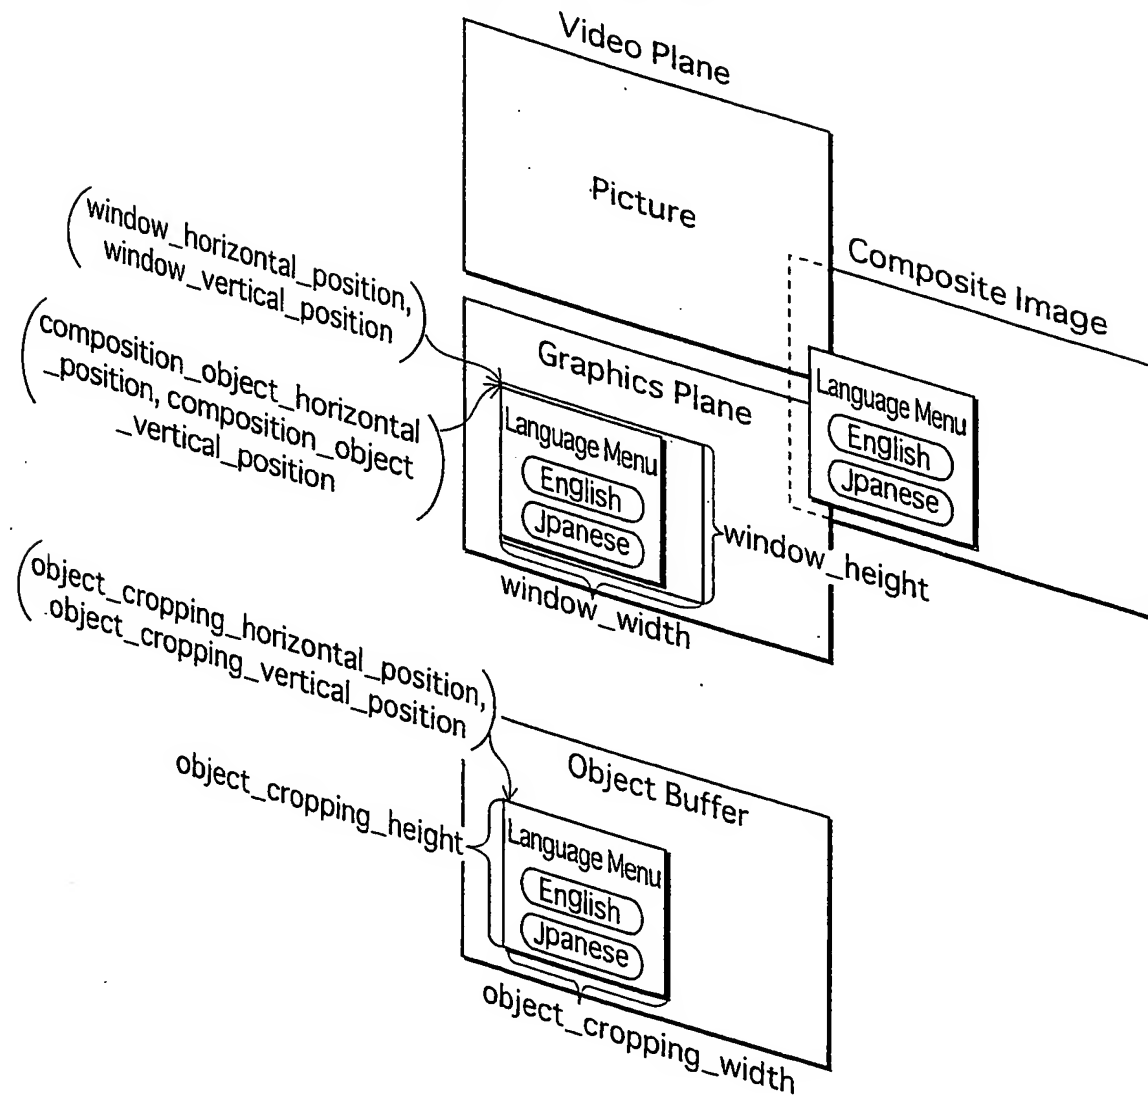 Video Plane
Picture
window_horizontal_position,
window_vertical_position
Composite Image
composition_object_horizontal
_position, composition_object
_vertical_position
Graphics Plane
Language Menu
English
Jpanese
Language Menu
English
Jpanese
window_height
window_width
object_cropping_horizontal_position,
object_cropping_vertical_position
object_cropping_height
Object Buffer
Language Menu
English
Jpanese
object_cropping_width